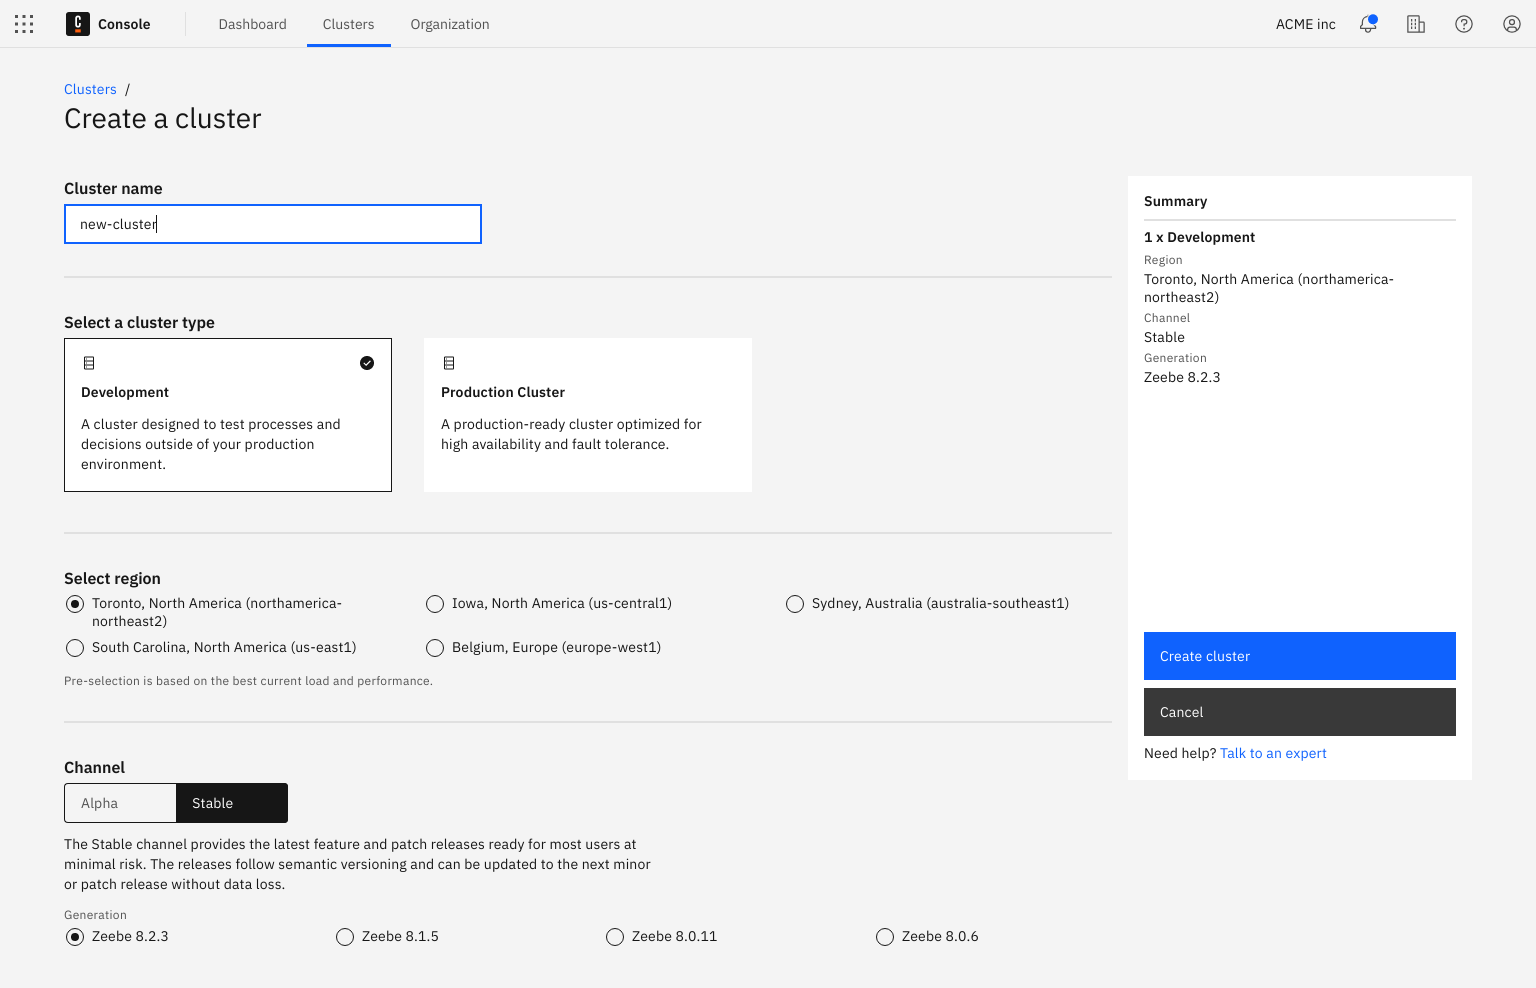 Console
Dashboard
Clusters
Organization
ACME inc
Clusters /
Create a cluster
Cluster name
new-cluster
Select a cluster type
Development
A cluster designed to test processes and
decisions outside of your production
environment.
Production Cluster
A production-ready cluster optimized for
high availability and fault tolerance.
Select region
Toronto, North America (northamerica-
northeast2)
Iowa, North America (us-central1)
Sydney, Australia (australia-southeast1)
South Carolina, North America (us-east1)
Belgium, Europe (europe-west1)
Pre-selection is based on the best current load and performance.
Channel
Alpha
Stable
The Stable channel provides the latest feature and patch releases ready for most users at
minimal risk. The releases follow semantic versioning and can be updated to the next minor
or patch release without data loss.
Generation
Zeebe 8.2.3
Zeebe 8.1.5
Zeebe 8.0.11
Zeebe 8.0.6
Summary
1 x Development
Region
Toronto, North America (northamerica-
northeast2)
Channel
Stable
Generation
Zeebe 8.2.3
Create cluster
Cancel
Need help? Talk to an expert